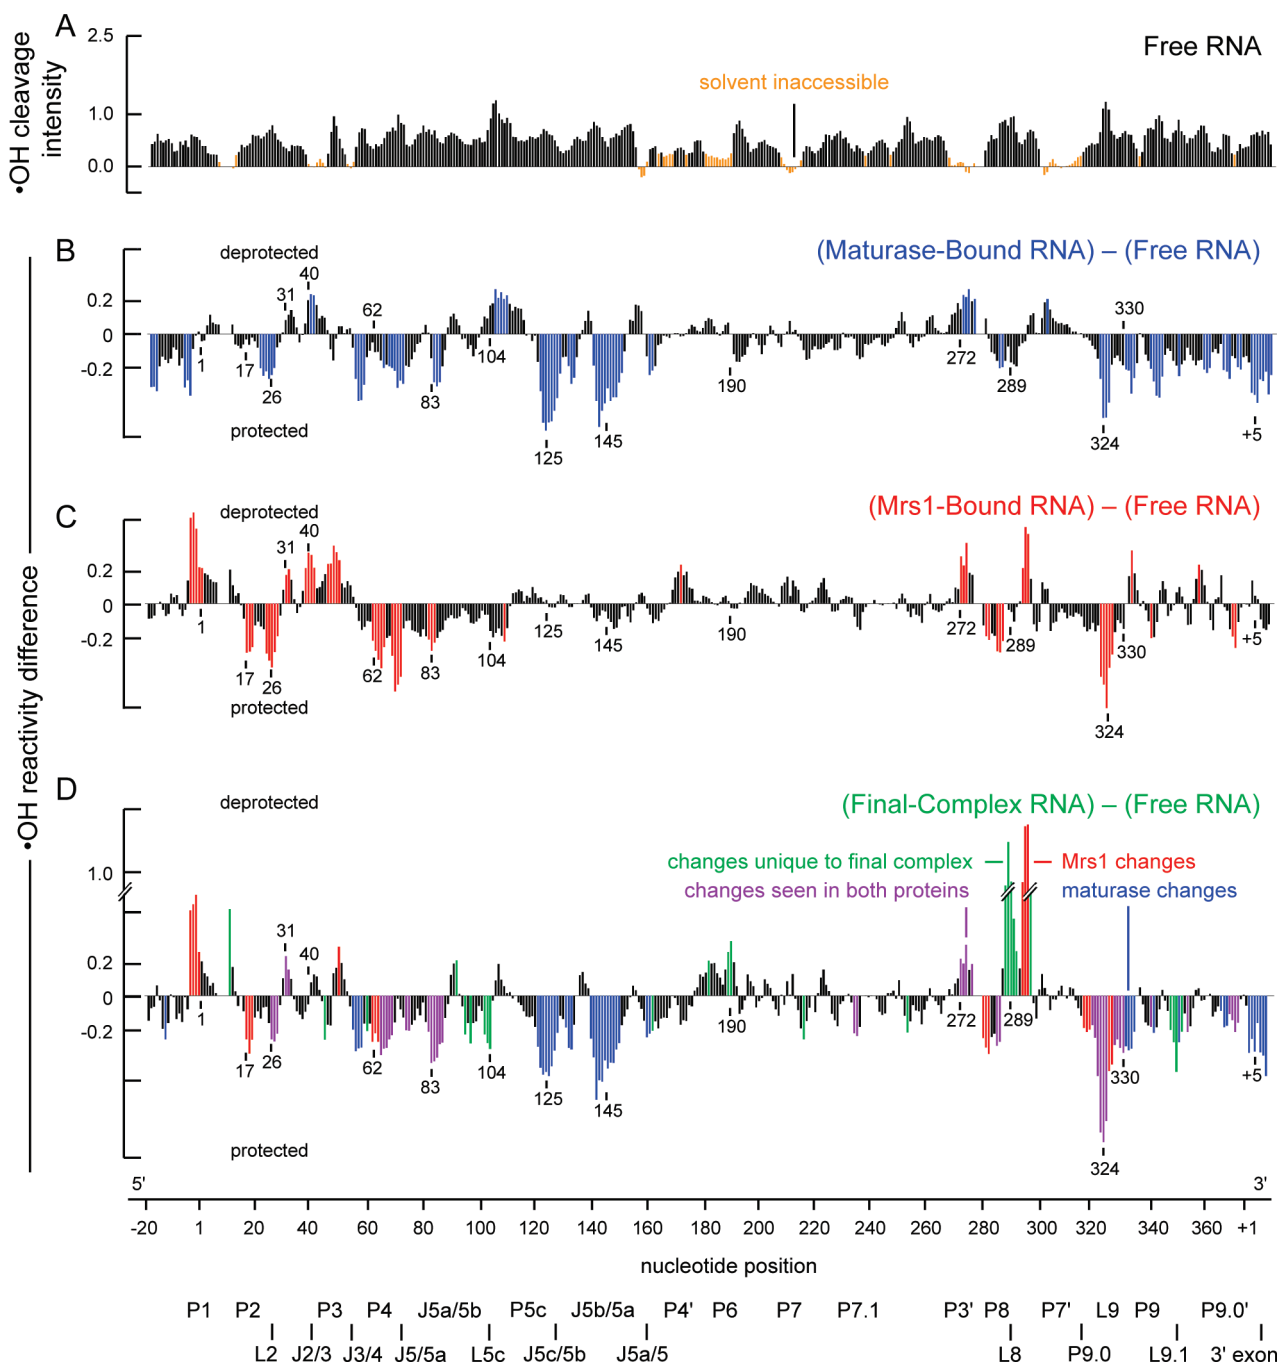 A
2.5
1.0
0.0
•OH cleavage
intensity
Free RNA
solvent inaccessible
B
•OH reactivity difference
deprotected
(Maturase-Bound RNA) – (Free RNA)
0.2
0
-0.2
1
17
26
31
40
62
83
104
125
145
190
272
289
324
330
+5
protected
C
deprotected
(Mrs1-Bound RNA) – (Free RNA)
0.2
0
-0.2
1
17
26
31
40
62
83
104
125
145
190
272
289
324
330
+5
protected
D
deprotected
(Final-Complex RNA) – (Free RNA)
changes unique to final complex
Mrs1 changes
changes seen in both proteins
maturase changes
1.0
0.2
0
-0.2
1
17
26
31
40
62
83
104
125
145
190
272
289
324
330
+5
protected
5' 3'
-20 1 20 40 60 80 100 120 140 160 180 200 220 240 260 280 300 320 340 360 +1
nucleotide position
P1 P2 P3 P4 J5a/5b P5c J5b/5a P4' P6 P7 P7.1 P3' P8 P7' L9 P9 P9.0'
L2 J2/3 J3/4 J5/5a L5c J5c/5b J5a/5 L8 P9.0 L9.1 3' exon